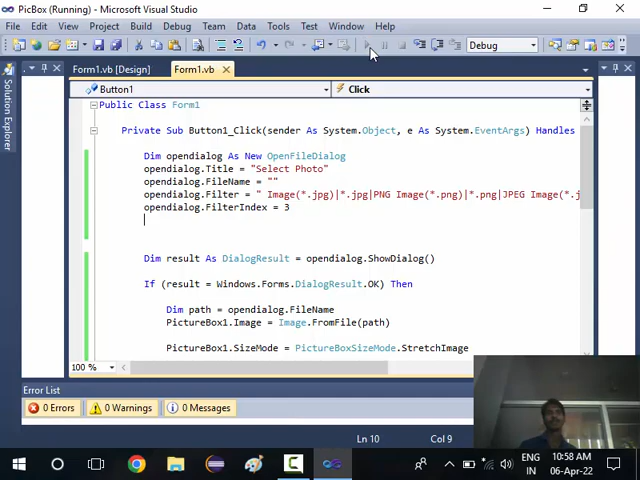 PicBox (Running) - Microsoft Visual Studio
File Edit View Project Build Debug Team Data Tools Test Window Help
Debug
Form1.vb [Design] Form1.vb
Button1 Click
Solution Explorer
Public Class Form1
Private Sub Button1_Click(sender As System.Object, e As System.EventArgs) Handles
Dim opendialog As New OpenFileDialog
opendialog.Title = "Select Photo"
opendialog.FileName = ""
opendialog.Filter = " Image(*.jpg)|*.jpg|PNG Image(*.png)|*.png|JPEG Image(*.j
opendialog.FilterIndex = 3
Dim result As DialogResult = opendialog.ShowDialog()
If (result = Windows.Forms.DialogResult.OK) Then
Dim path = opendialog.FileName
PictureBox1.Image = Image.FromFile(path)
PictureBox1.SizeMode = PictureBoxSizeMode.StretchImage
100 %
Error List
0 Errors 0 Warnings 0 Messages
Ln 10 Col 9
ENG 10:58 AM
IN 06-Apr-22